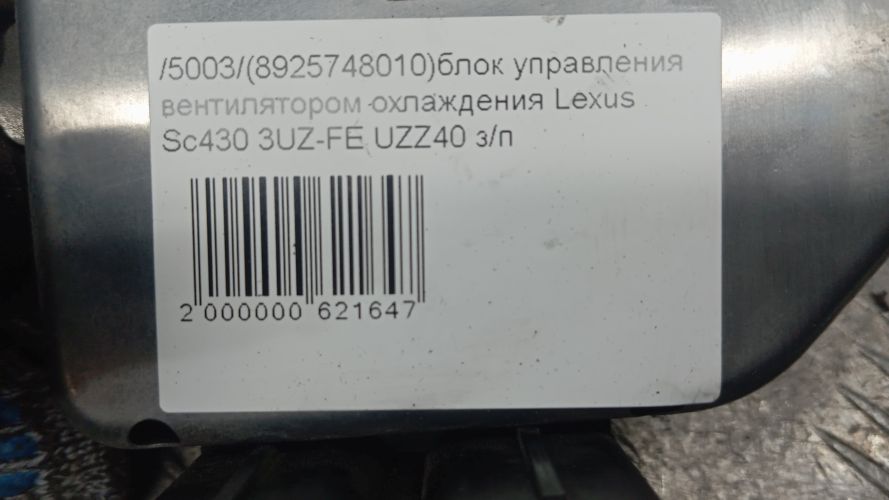 /5003/(8925748010)блок управления
вентилятором охлаждения Lexus
Sc430 3UZ-FE UZZ40 з/п
2 000000 621647